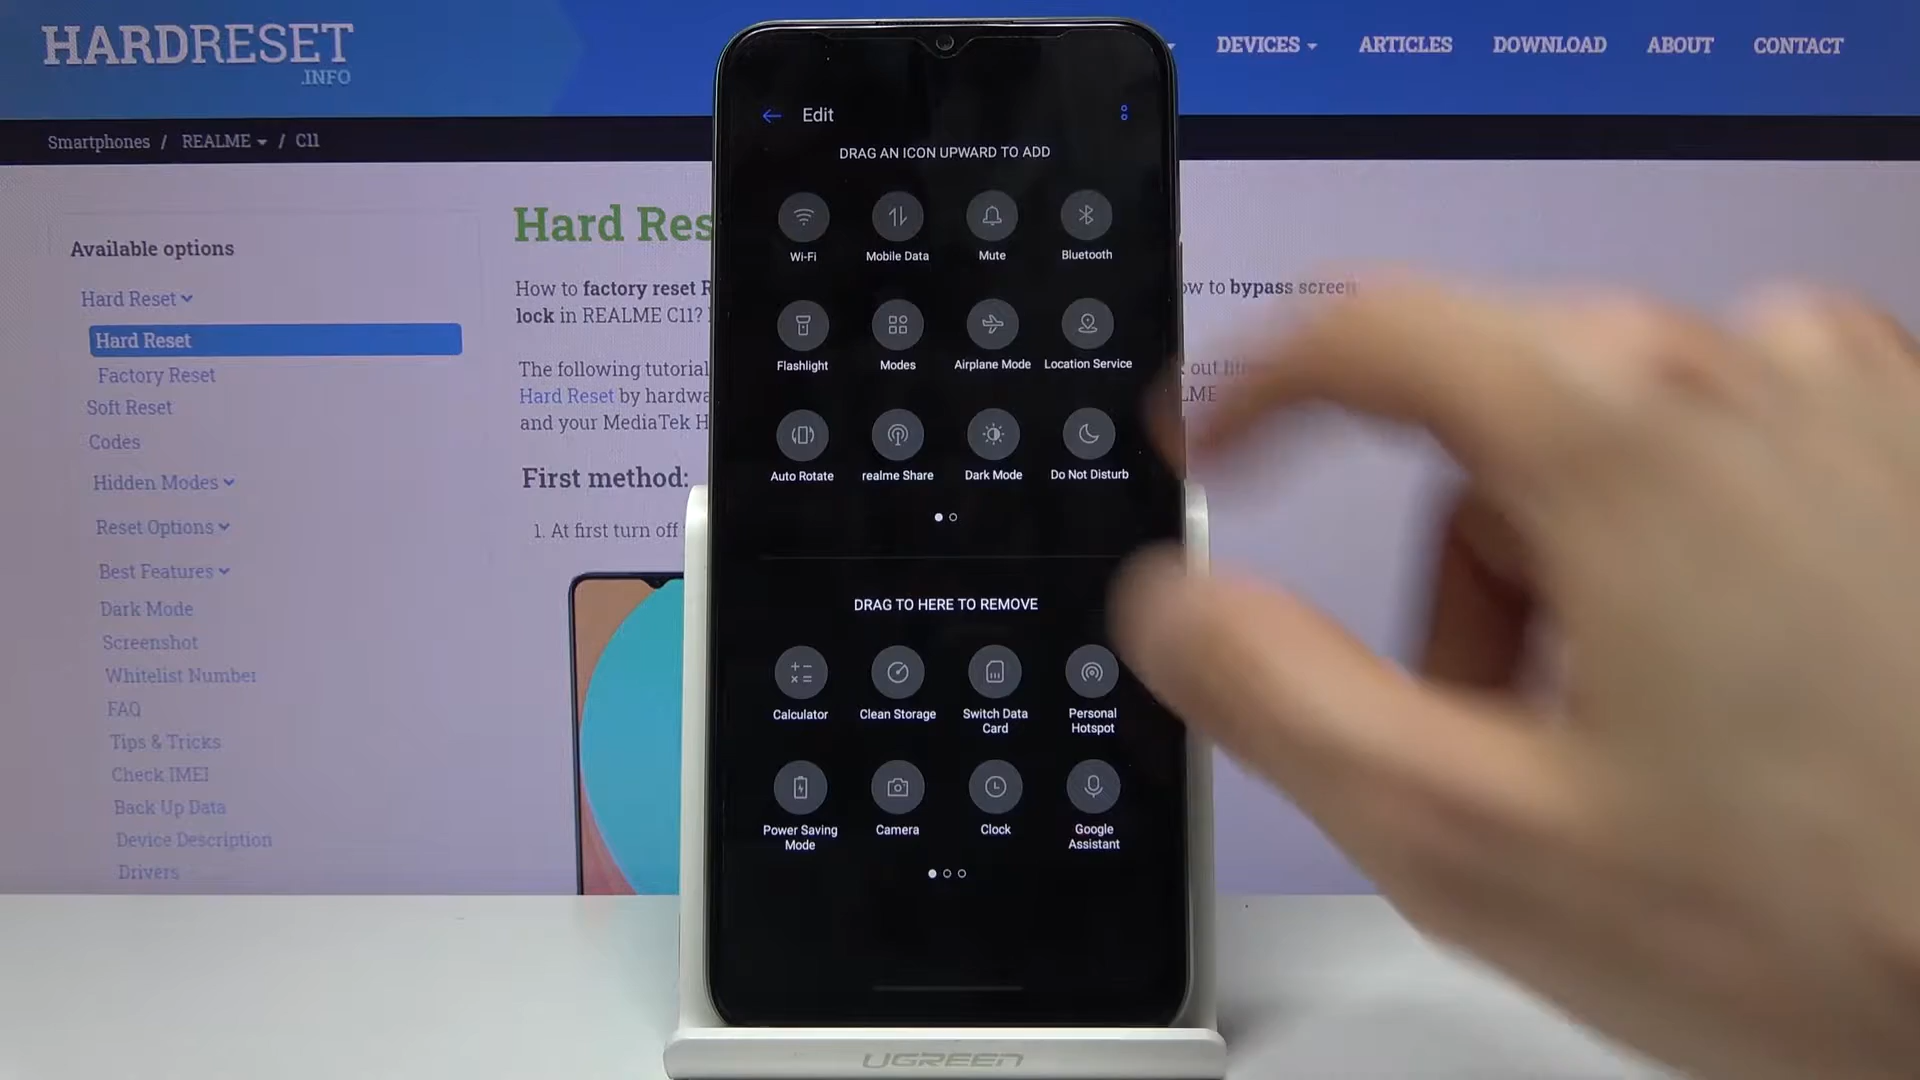 HARDRESET
.INFO
DEVICES
ARTICLES
DOWNLOAD
ABOUT
CONTACT
Smartphones / REALME / C11
Available options
Hard Reset
Hard Reset
Factory Reset
Soft Reset
Codes
Hidden Modes
Reset Options
Best Features
Dark Mode
Screenshot
Whitelist Number
FAQ
Tips & Tricks
Check IMEI
Back Up Data
Device Description
Drivers
Hard Res
How to factory reset R
lock in REALME C11?
The following tutorial
Hard Reset by hardwa
and your MediaTek H
First method:
1. At first turn off
ow to bypass screen
out
LME
Edit
DRAG AN ICON UPWARD TO ADD
Wi-Fi
Mobile Data
Mute
Bluetooth
Flashlight
Modes
Airplane Mode
Location Service
Auto Rotate
realme Share
Dark Mode
Do Not Disturb
DRAG TO HERE TO REMOVE
Calculator
Clean Storage
Switch Data
Card
Personal
Hotspot
Power Saving
Mode
Camera
Clock
Google
Assistant
UGREEN